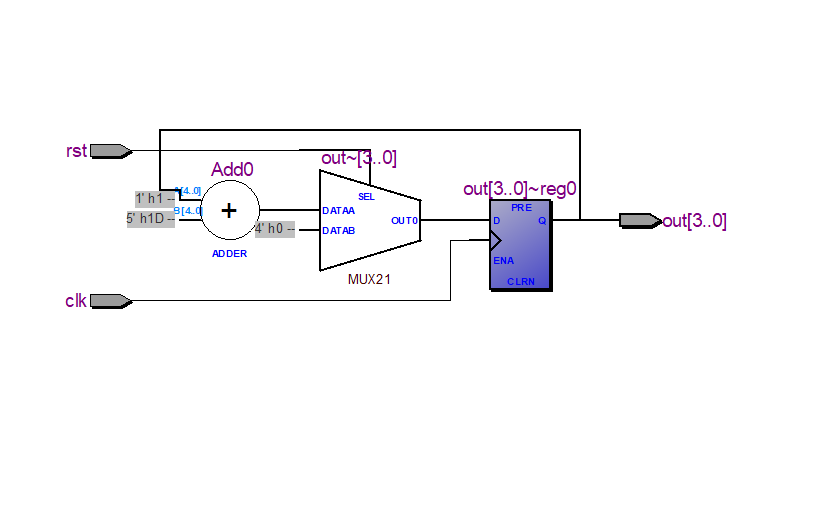 out~[3..0]
rst
Add0
SEL
out[3..0]~reg0
1' h1 --
A[4..0]
PRE
5' h1D --
B[4..0]
+
DATAA
OUT0
D
Q
out[3..0]
4' h0 --
DATAB
ADDER
ENA
MUX21
CLRN
clk